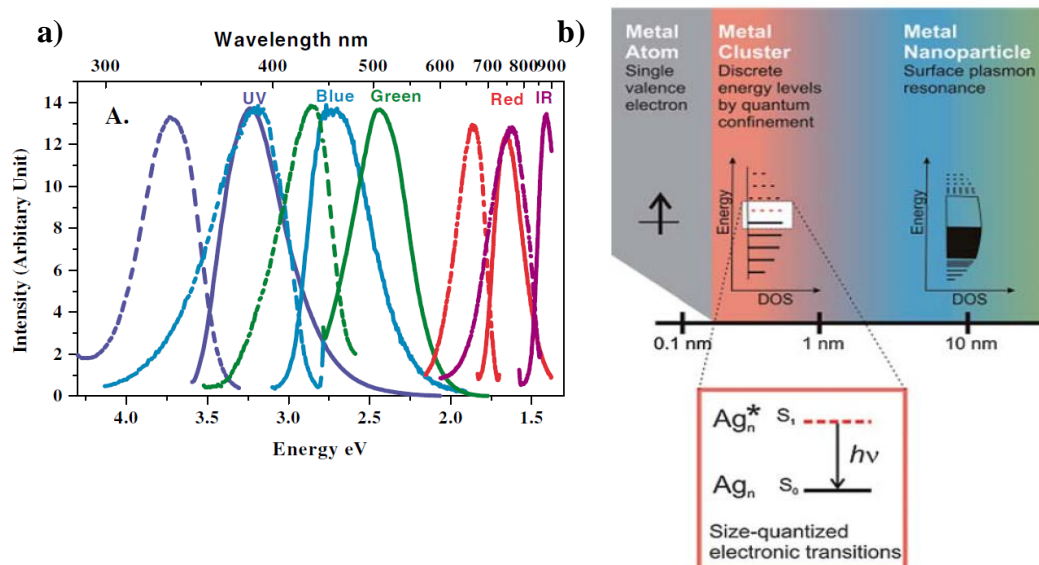 a)
Wavelength nm
300 400 500 600 700 800 900
A.
UV Blue Green Red IR
14
12
10
8
6
4
2
0
Intensity (Arbitrary Unit)
4.0 3.5 3.0 2.5 2.0 1.5
Energy eV
b)
Metal
Atom
Single
valence
electron
Metal
Cluster
Discrete
energy levels
by quantum
confinement
Metal
Nanoparticle
Surface plasmon
resonance
Energy
DOS
Energy
DOS
0.1 nm 1 nm 10 nm
Agn* S1
hν
Agn S0
Size-quantized
electronic transitions